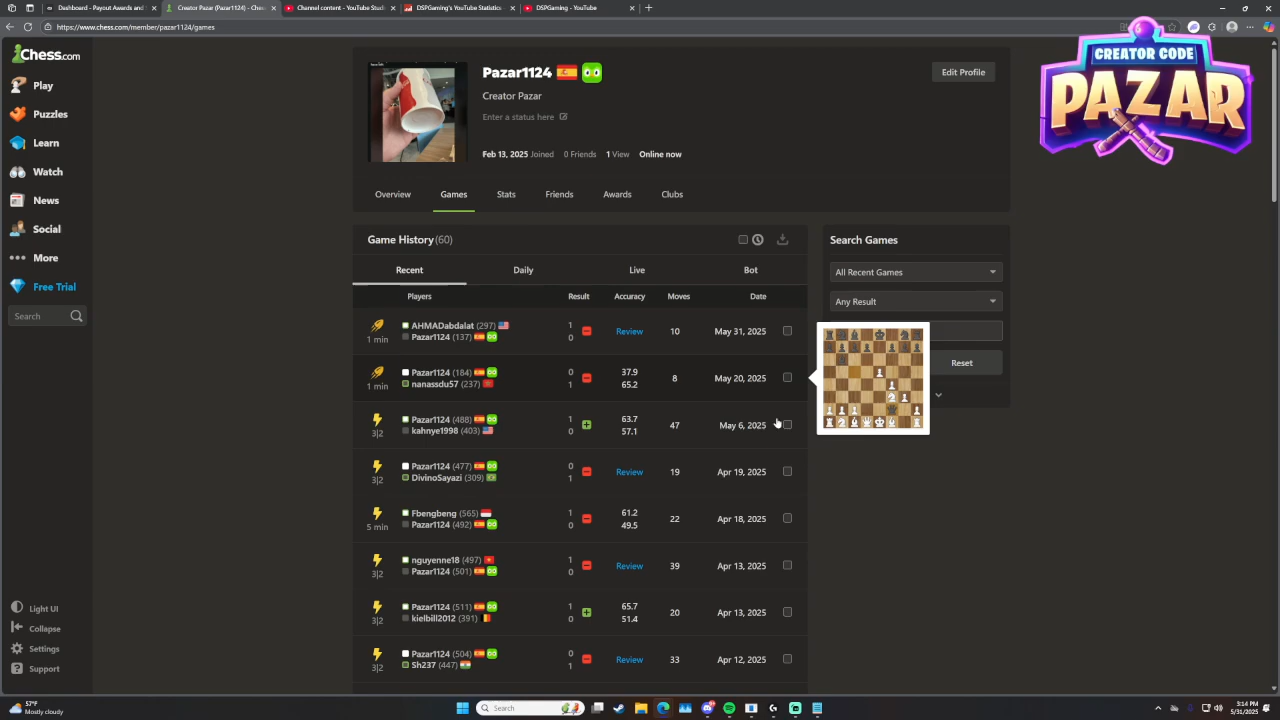 Dashboard - Payout Awards and
Creator Pazar (Pazar1124) - Che
Channel content - YouTube Studi
DSPGaming's YouTube Statistics
DSPGaming - YouTube
https://www.chess.com/member/pazar1124/games
Chess.com
Play
Puzzles
Learn
Watch
News
Social
More
Free Trial
Search
Light UI
Collapse
Settings
Support
Pazar1124
Creator Pazar
Enter a status here
Feb 13, 2025 Joined 0 Friends 1 View Online now
Edit Profile
CREATOR CODE
PAZAR
Overview Games Stats Friends Awards Clubs
Game History (60)
Recent Daily Live Bot
Players Result Accuracy Moves Date
1 min
AHMADabdalat (297) 1 Review 10 May 31, 2025
Pazar1124 (137) 0
1 min
Pazar1124 (184) 0 37.9 8 May 20, 2025
nanassdu57 (237) 1 65.2
3|2
Pazar1124 (488) 1 63.7 47 May 6, 2025
kahnye1998 (403) 0 57.1
3|2
Pazar1124 (477) 0 Review 19 Apr 19, 2025
DivinoSayazi (309) 1
5 min
Fbengbeng (565) 1 61.2 22 Apr 18, 2025
Pazar1124 (492) 0 49.5
3|2
nguyenne18 (497) 1 Review 39 Apr 13, 2025
Pazar1124 (501) 0
3|2
Pazar1124 (511) 1 65.7 20 Apr 13, 2025
kielbill2012 (391) 0 51.4
3|2
Pazar1124 (504) 0 Review 33 Apr 12, 2025
Sh237 (447) 1
Search Games
All Recent Games
Any Result
Reset
57°F
Mostly cloudy
Search
5:14 PM
5/31/2025